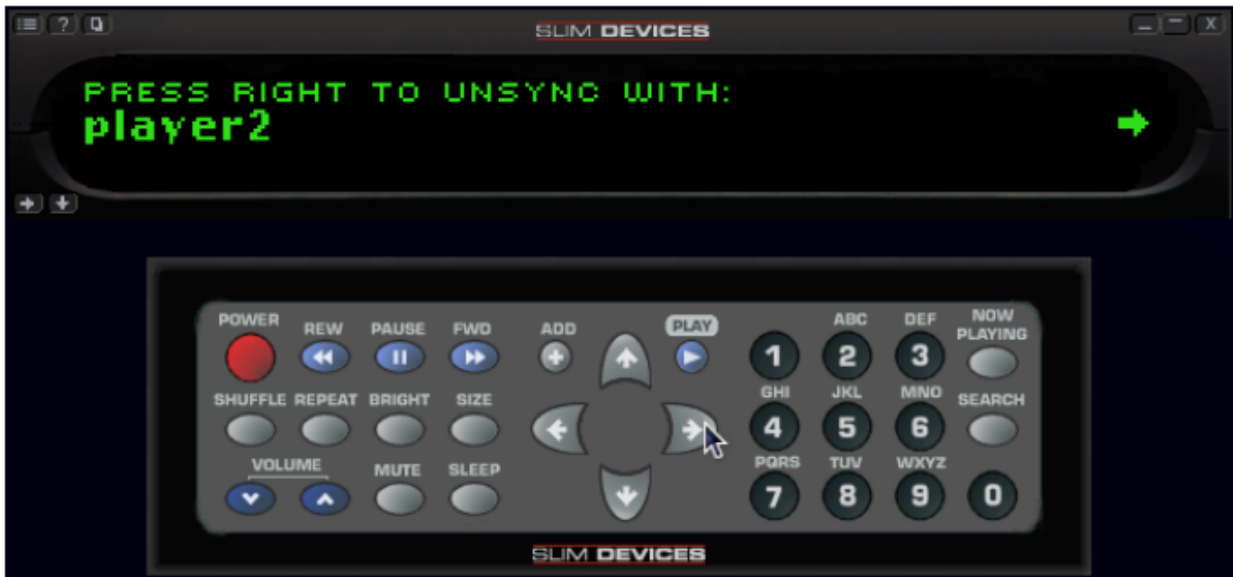 ?
SLIM DEVICES
X
PRESS RIGHT TO UNSYNC WITH:
player2
POWER
REW
PAUSE
FWD
ADD
PLAY
ABC
DEF
NOW
PLAYING
1
2
3
SHUFFLE
REPEAT
BRIGHT
SIZE
GHI
JKL
MNO
SEARCH
4
5
6
VOLUME
MUTE
SLEEP
PQRS
TUV
WXYZ
7
8
9
0
SLIM DEVICES